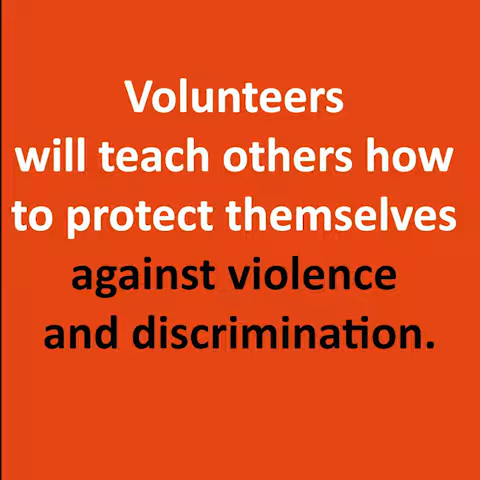 Volunteers
will teach others how
to protect themselves
against violence
and discrimination.